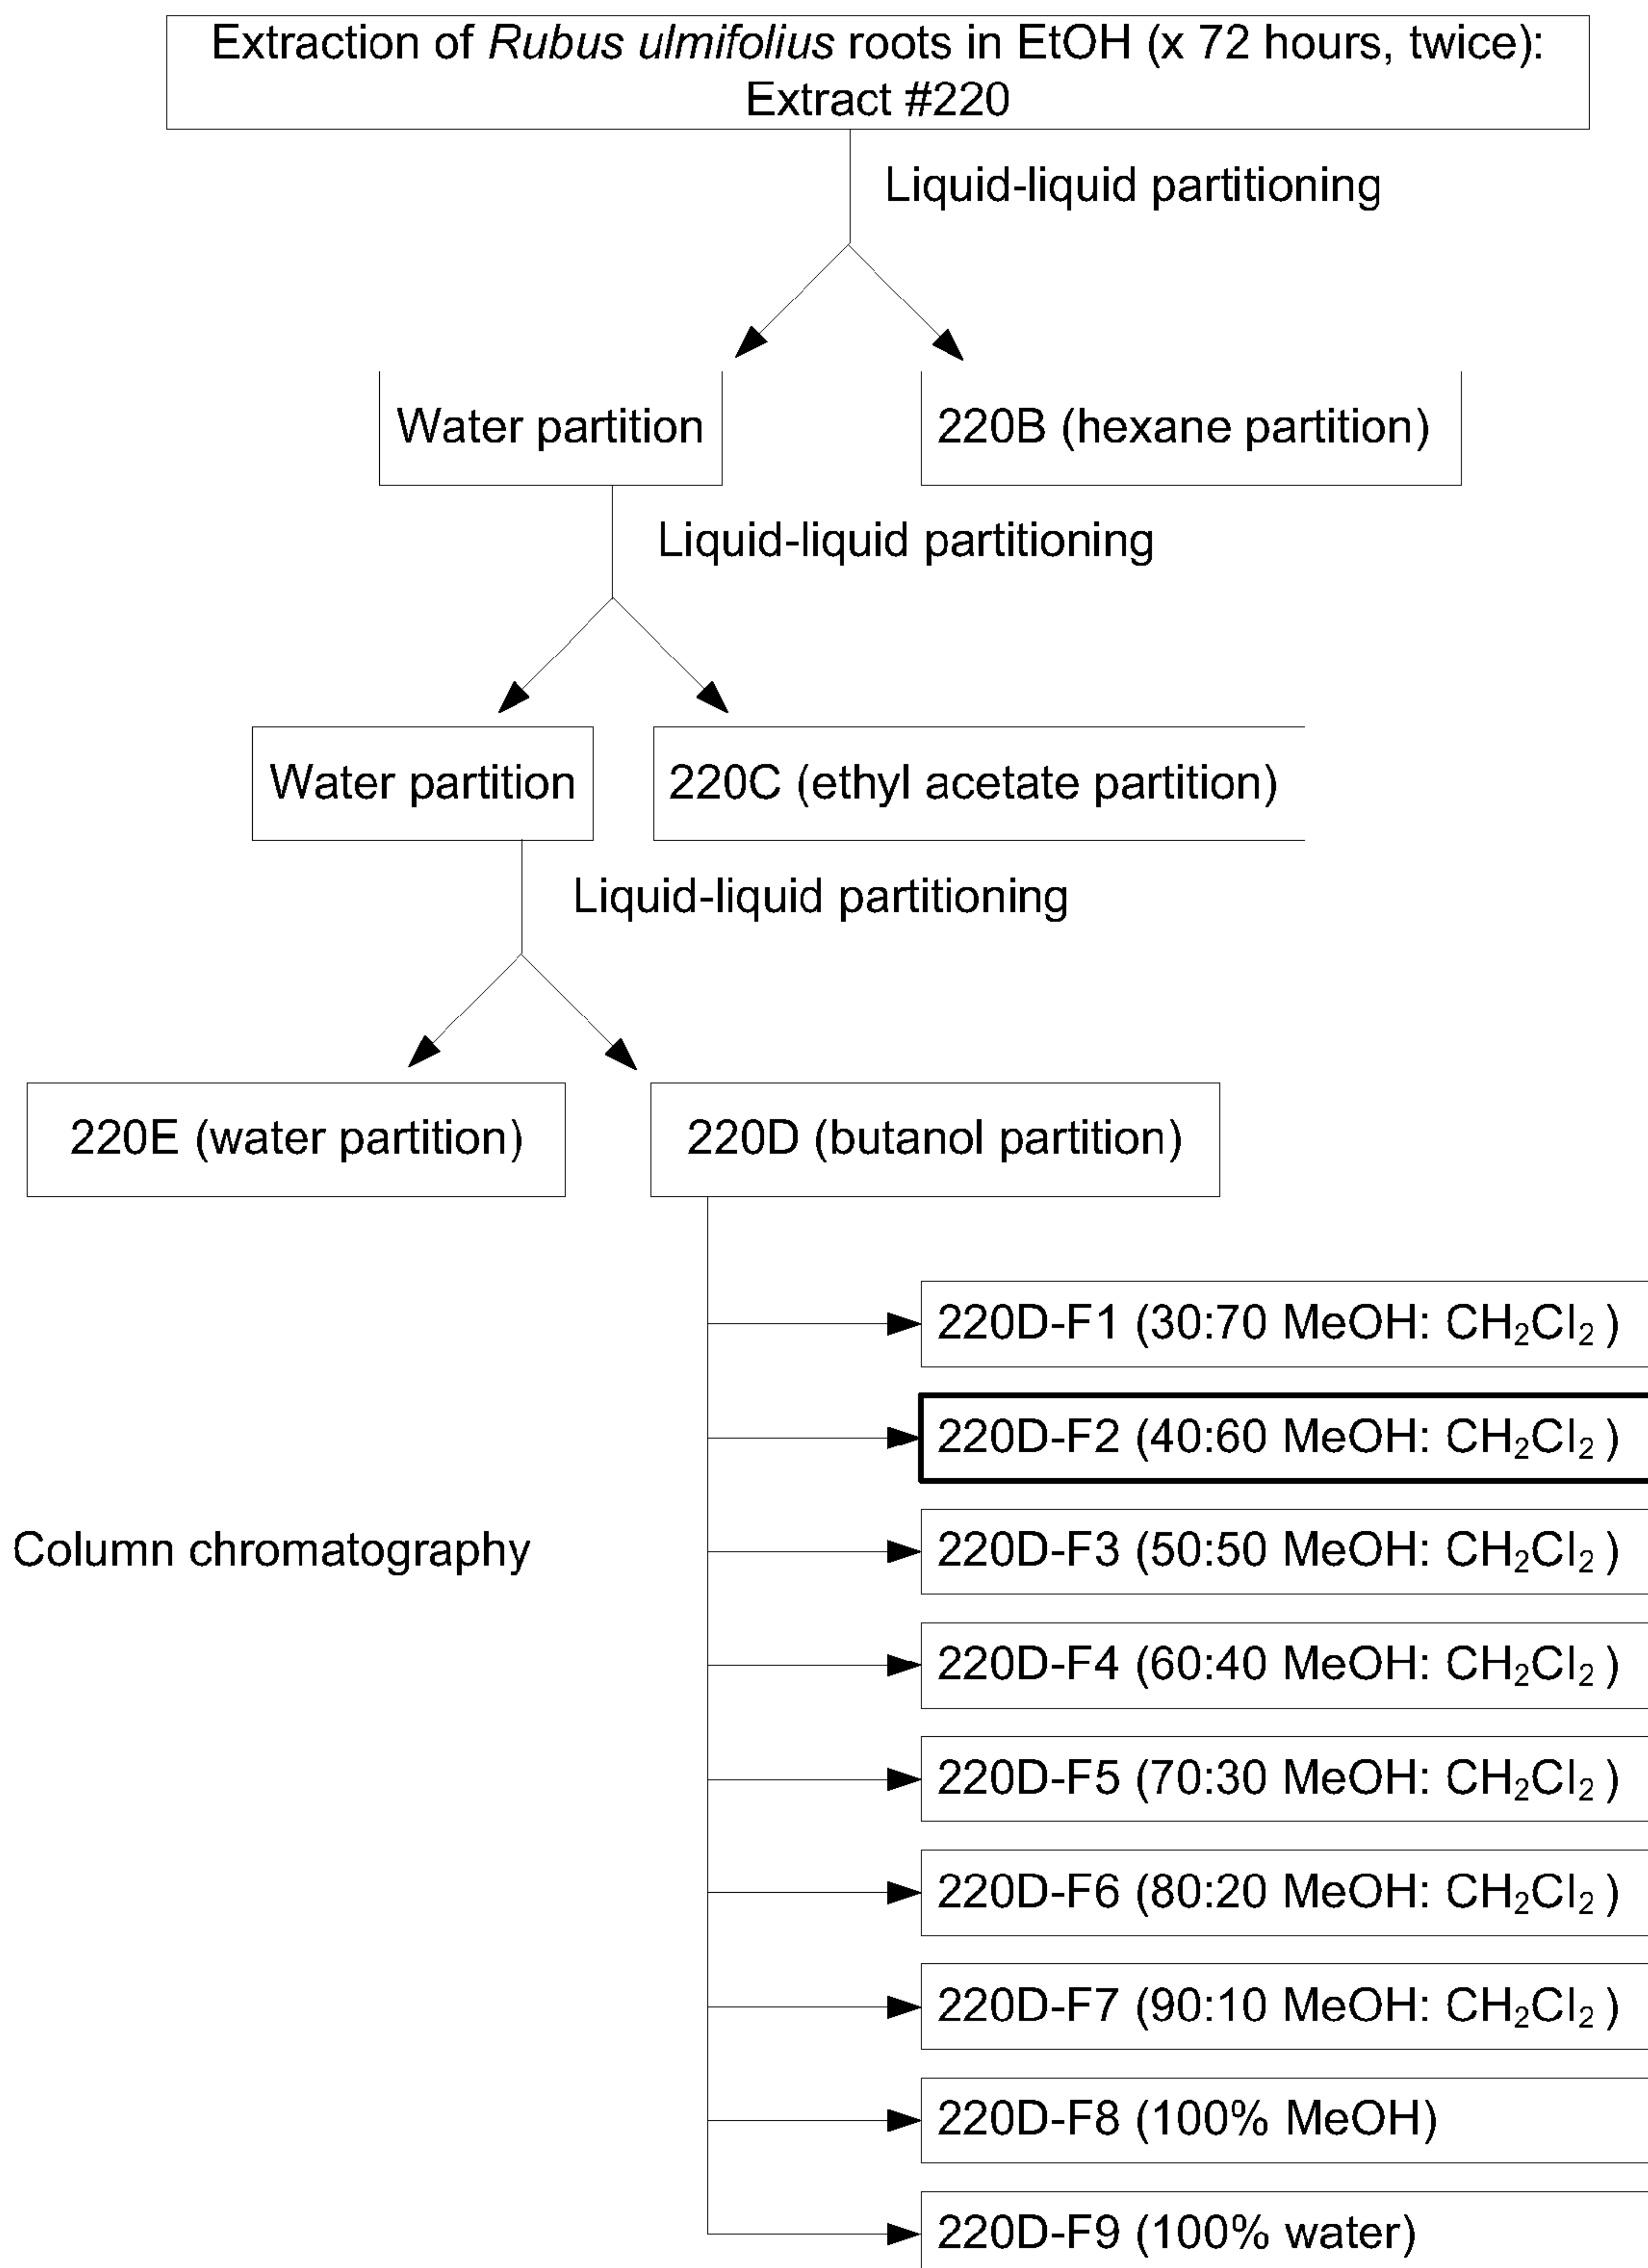 Extraction of Rubus ulmifolius roots in EtOH (x 72 hours, twice):
Extract #220
Liquid-liquid partitioning
Water partition
220B (hexane partition)
Liquid-liquid partitioning
Water partition
220C (ethyl acetate partition)
Liquid-liquid partitioning
220E (water partition)
220D (butanol partition)
Column chromatography
220D-F1 (30:70 MeOH: CH₂Cl₂ )
220D-F2 (40:60 MeOH: CH₂Cl₂ )
220D-F3 (50:50 MeOH: CH₂Cl₂ )
220D-F4 (60:40 MeOH: CH₂Cl₂ )
220D-F5 (70:30 MeOH: CH₂Cl₂ )
220D-F6 (80:20 MeOH: CH₂Cl₂ )
220D-F7 (90:10 MeOH: CH₂Cl₂ )
220D-F8 (100% MeOH)
220D-F9 (100% water)